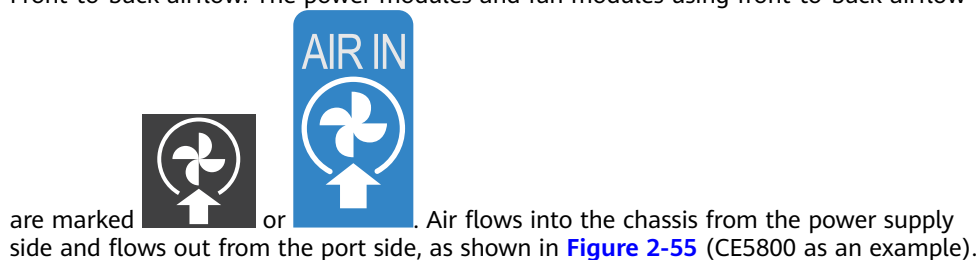 Front-to-back airflow: The power modules and fan modules using front-to-back airflow
AIR IN
are marked or . Air flows into the chassis from the power supply
side and flows out from the port side, as shown in Figure 2-55 (CE5800 as an example).